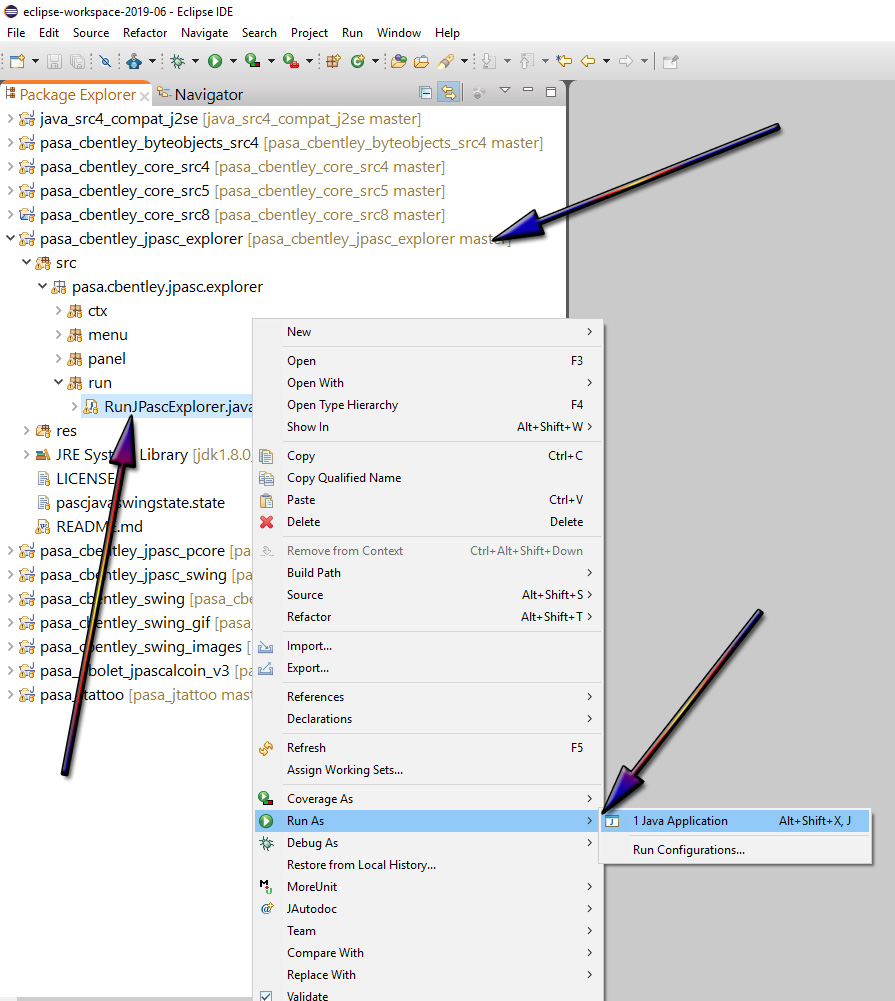 eclipse-workspace-2019-06 - Eclipse IDE
File Edit Source Refactor Navigate Search Project Run Window Help
Package Explorer Navigator
java_src4_compat_j2se [java_src4_compat_j2se master]
pasa_cbentley_byteobjects_src4 [pasa_cbentley_byteobjects_src4 master]
pasa_cbentley_core_src4 [pasa_cbentley_core_src4 master]
pasa_cbentley_core_src5 [pasa_cbentley_core_src5 master]
pasa_cbentley_core_src8 [pasa_cbentley_core_src8 master]
pasa_cbentley_jpasc_explorer [pasa_cbentley_jpasc_explorer master]
src
pasa.cbentley.jpasc.explorer
ctx
menu
panel
run
RunJPascExplorer.java
res
JRE System Library [jdk1.8.0
LICENSE
pascjavaswingstate.state
README.md
pasa_cbentley_jpasc_pcore [pa
pasa_cbentley_jpasc_swing [pa
pasa_cbentley_swing [pasa_cbe
pasa_cbentley_swing_gif [pasa_
pasa_cbentley_swing_images [
bolet_jpascalcoin_v3 [pa
pasa_jtattoo [pasa_jtattoo mast
New
Open F3
Open With
Open Type Hierarchy F4
Show In Alt+Shift+W
Copy Ctrl+C
Copy Qualified Name
Paste Ctrl+V
Delete Delete
Remove from Context Ctrl+Alt+Shift+Down
Build Path
Source Alt+Shift+S
Refactor Alt+Shift+T
Import...
Export...
References
Declarations
Refresh F5
Assign Working Sets...
Coverage As
Run As
1 Java Application Alt+Shift+X, J
Run Configurations...
Debug As
Restore from Local History...
MoreUnit
JAutodoc
Team
Compare With
Replace With
Validate